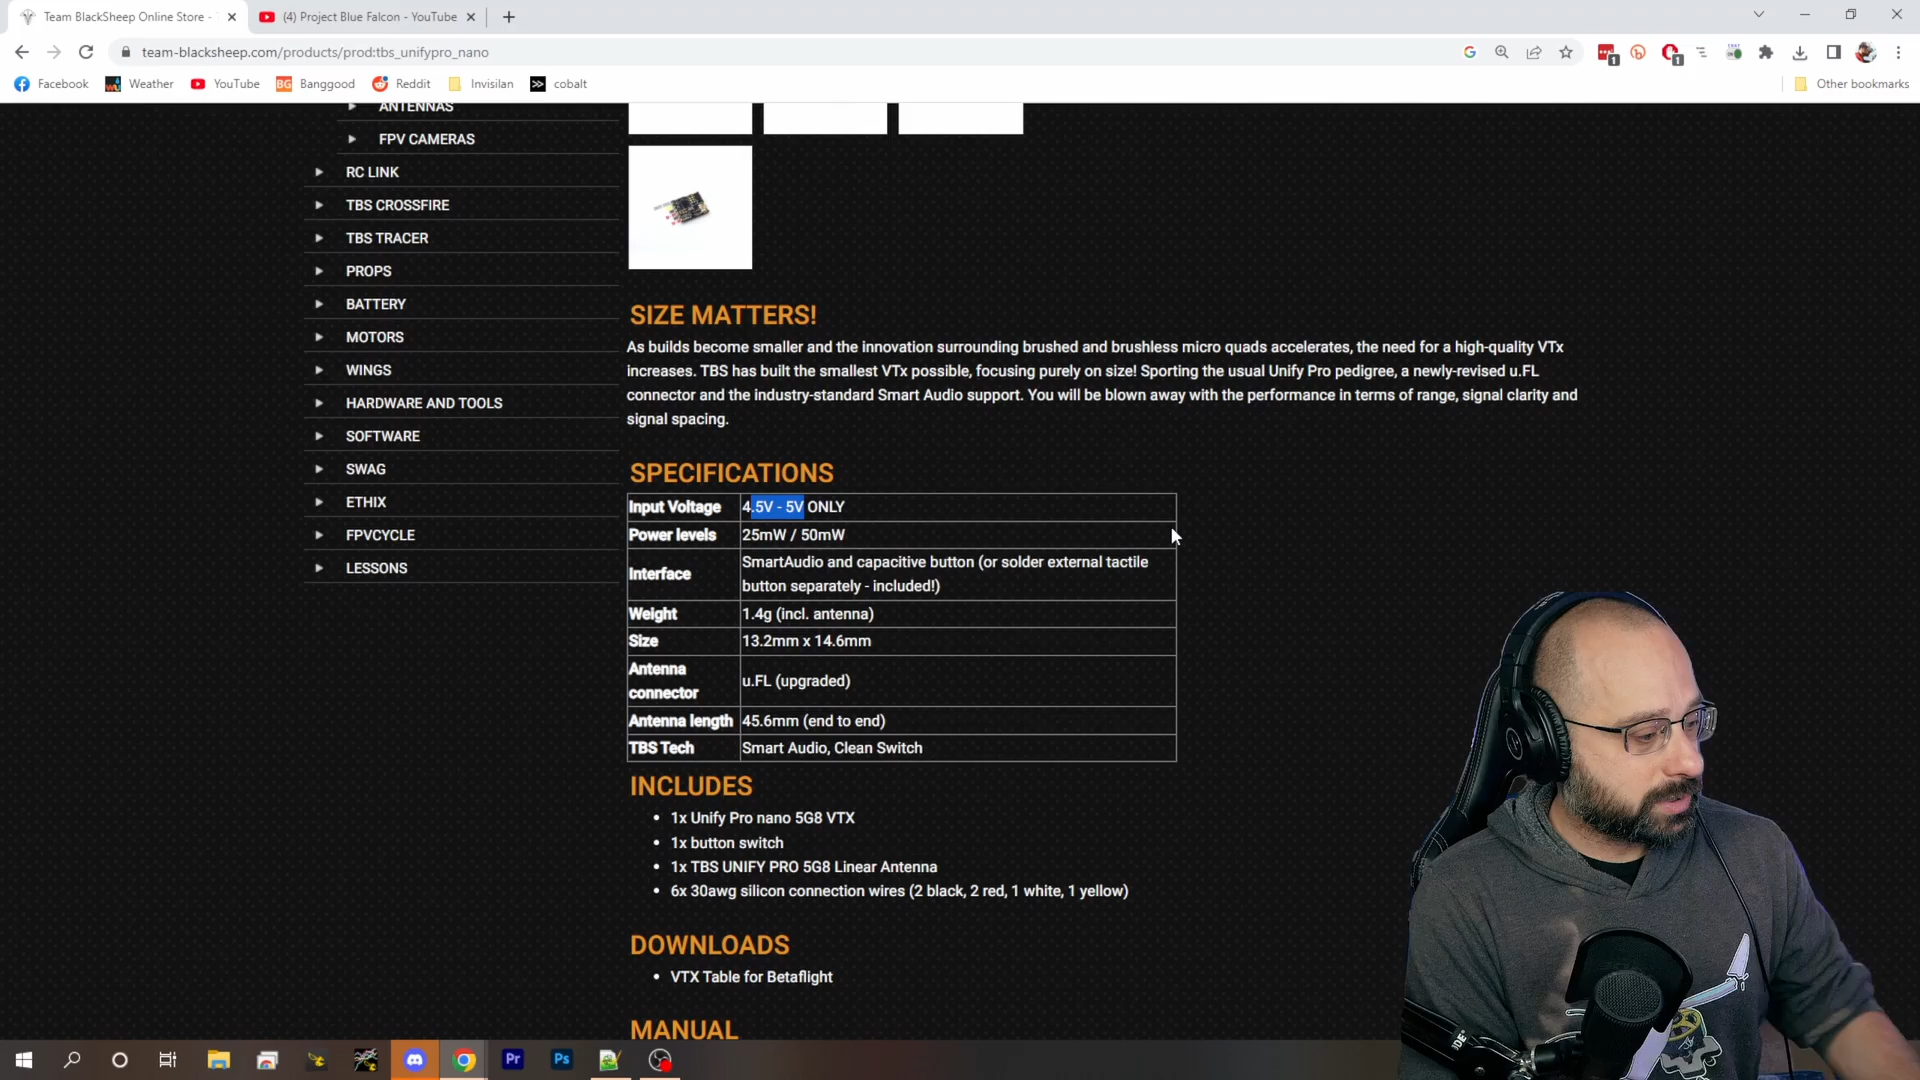 Team BlackSheep Online Store -
(4) Project Blue Falcon - YouTube
team-blacksheep.com/products/prod:tbs_unifypro_nano
Facebook
Weather
YouTube
BG
Banggood
Reddit
Invisilan
cobalt
Other bookmarks
ANTENNAS
FPV CAMERAS
RC LINK
TBS CROSSFIRE
TBS TRACER
PROPS
BATTERY
MOTORS
WINGS
HARDWARE AND TOOLS
SOFTWARE
SWAG
ETHIX
FPVCYCLE
LESSONS
SIZE MATTERS!
As builds become smaller and the innovation surrounding brushed and brushless micro quads accelerates, the need for a high-quality VTx
increases. TBS has built the smallest VTx possible, focusing purely on size! Sporting the usual Unify Pro pedigree, a newly-revised u.FL
connector and the industry-standard Smart Audio support. You will be blown away with the performance in terms of range, signal clarity and
signal spacing.
SPECIFICATIONS
Input Voltage 4.5V - 5V ONLY
Power levels 25mW / 50mW
Interface SmartAudio and capacitive button (or solder external tactile
button separately - included!)
Weight 1.4g (incl. antenna)
Size 13.2mm x 14.6mm
Antenna
connector u.FL (upgraded)
Antenna length 45.6mm (end to end)
TBS Tech Smart Audio, Clean Switch
INCLUDES
1x Unify Pro nano 5G8 VTX
1x button switch
1x TBS UNIFY PRO 5G8 Linear Antenna
6x 30awg silicon connection wires (2 black, 2 red, 1 white, 1 yellow)
DOWNLOADS
VTX Table for Betaflight
MANUAL
Pr
Ps